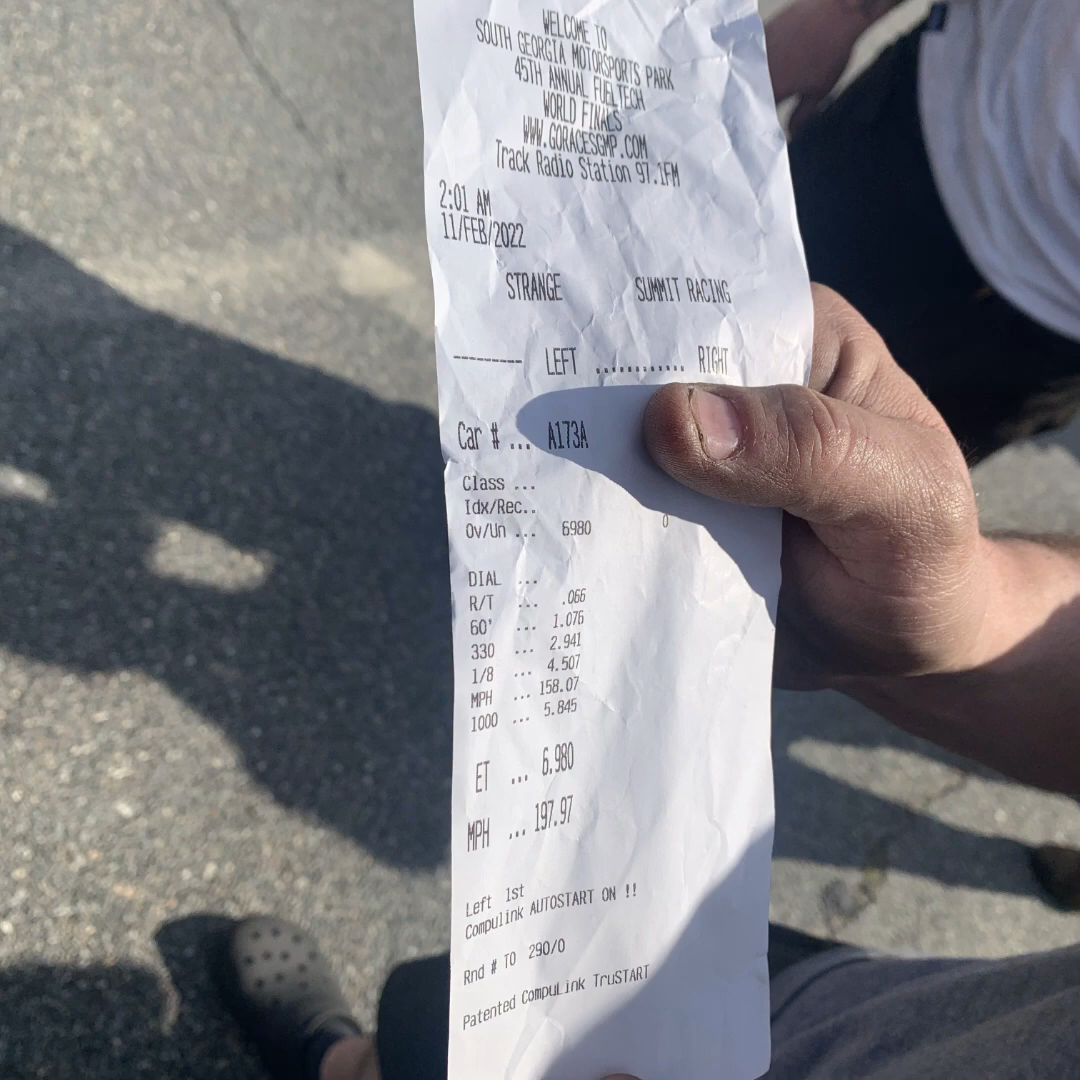 WELCOME TO
SOUTH GEORGIA MOTORSPORTS PARK
45TH ANNUAL FUELTECH
WORLD FINALS
WWW.GORACESGMP.COM
Track Radio Station 97.1FM
2:01 AM
11/FEB/2022
STRANGE SUMMIT RACING
--------- LEFT ............ RIGHT
Car # ... A173A
Class ...
Idx/Rec..
Ov/Un ... 6980 0
DIAL ...
R/T ... .066
60' ... 1.076
330 ... 2.941
1/8 ... 4.507
MPH ... 158.07
1000 ... 5.845
ET ... 6.980
MPH ... 197.97
Left 1st
Compulink AUTOSTART ON !!
Rnd # TO 290/0
Patented CompuLink TruSTART